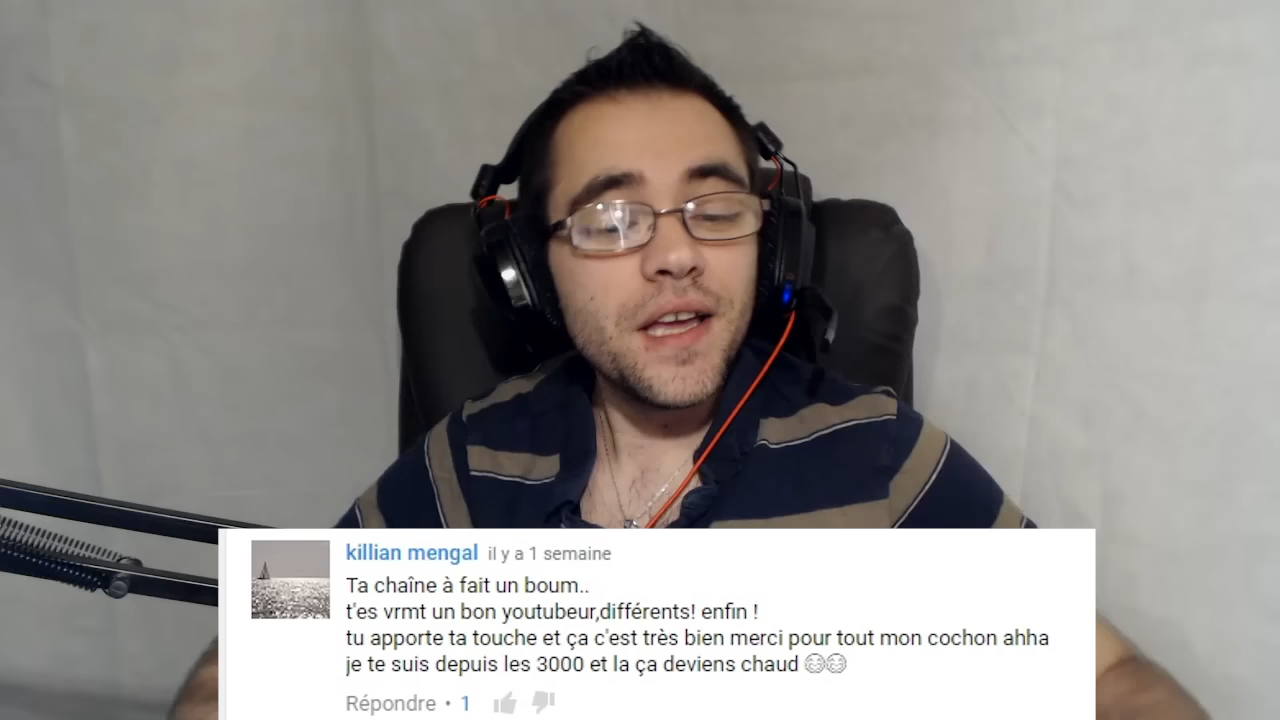 killian mengal il y a 1 semaine
Ta chaîne à fait un boum..
t'es vrmt un bon youtubeur,différents! enfin !
tu apporte ta touche et ça c'est très bien merci pour tout mon cochon ahha
je te suis depuis les 3000 et la ça deviens chaud 😂😂
Répondre • 1